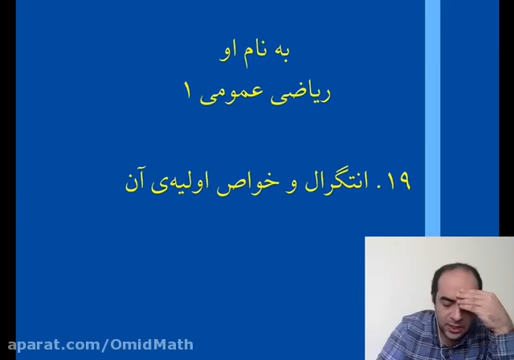 به نام او
ریاضی عمومی ۱
۱۹. انتگرال و خواص اولیه‌ی آن
aparat.com/OmidMath